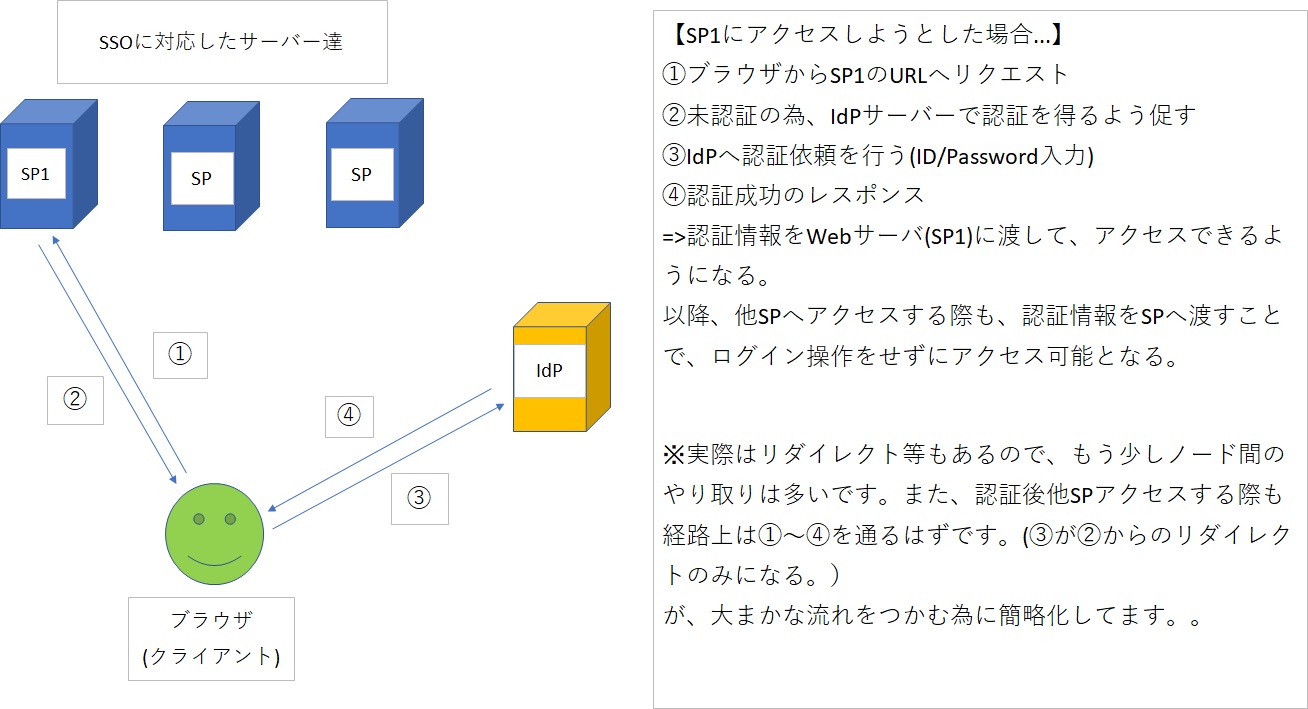 SSOに対応したサーバー達
SP1
SP
SP
①
②
IdP
④
③
ブラウザ
(クライアント)
【SP1にアクセスしようとした場合...】
①ブラウザからSP1のURLへリクエスト
②未認証の為、IdPサーバーで認証を得るよう促す
③IdPへ認証依頼を行う(ID/Password入力)
④認証成功のレスポンス
=>認証情報をWebサーバ(SP1)に渡して、アクセスできるよ
うになる。
以降、他SPへアクセスする際も、認証情報をSPへ渡すこと
で、ログイン操作をせずにアクセス可能となる。
※実際はリダイレクト等もあるので、もう少しノード間の
やり取りは多いです。また、認証後他SPアクセスする際も
経路上は①～④を通るはずです。(③が②からのリダイレク
トのみになる。）
が、大まかな流れをつかむ為に簡略化してます。。